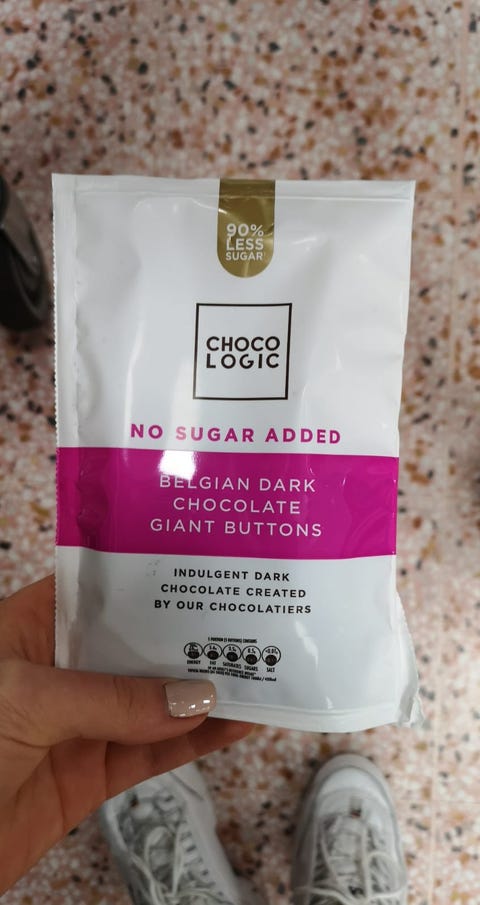 90%
LESS
SUGAR
CHOCO
LOGIC
NO SUGAR ADDED
BELGIAN DARK
CHOCOLATE
GIANT BUTTONS
INDULGENT DARK
CHOCOLATE CREATED
BY OUR CHOCOLATIERS
ENERGY FAT SATURATES SUGARS SALT